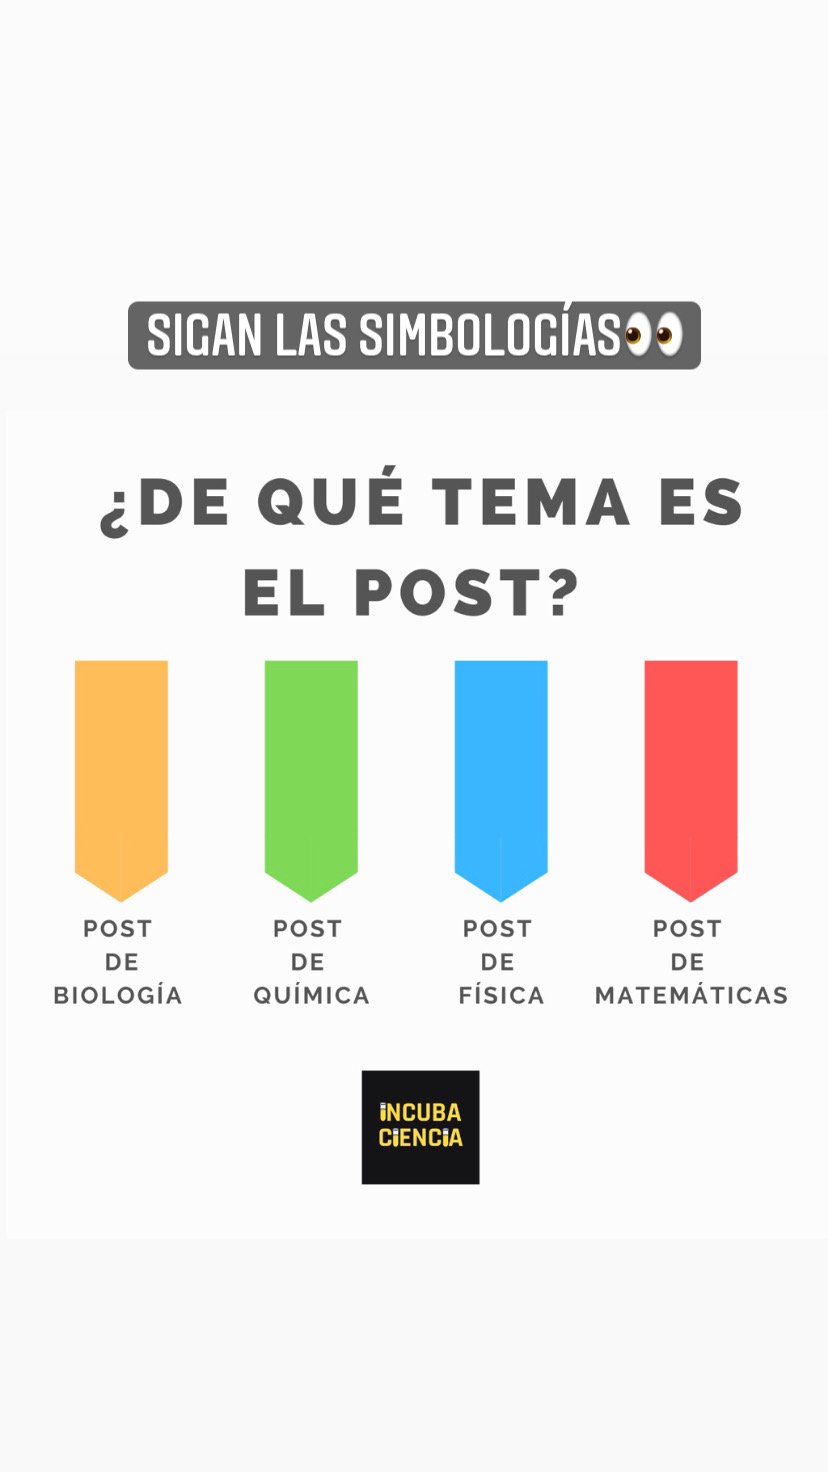 SIGAN LAS SIMBOLOGÍAS👀
¿DE QUÉ TEMA ES
EL POST?
POST
DE
BIOLOGÍA
POST
DE
QUÍMICA
POST
DE
FÍSICA
POST
DE
MATEMÁTICAS
INCUBA
CIENCIA